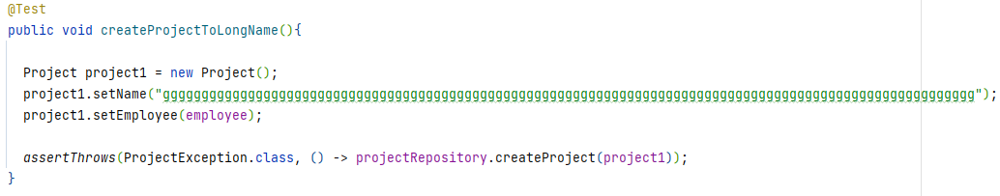 @Test
public void createProjectToLongName(){
Project project1 = new Project();
project1.setName("ggggggggggggggggggggggggggggggggggggggggggggggggggggggggggggggggggggggggggggggggggggggggggggggggggggggggg");
project1.setEmployee(employee);
assertThrows(ProjectException.class, () -> projectRepository.createProject(project1));
}